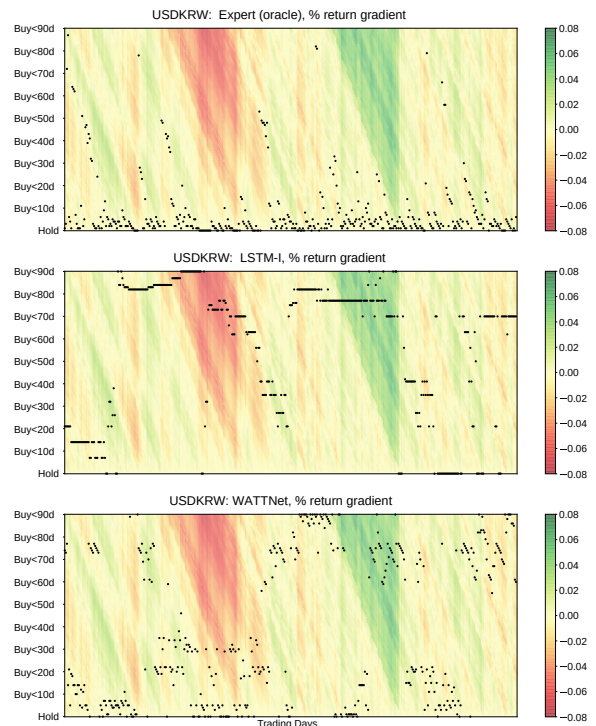 USDKRW:  Expert (oracle), % return gradient
Buy<90d
Buy<80d
Buy<70d
Buy<60d
Buy<50d
Buy<40d
Buy<30d
Buy<20d
Buy<10d
Hold
0.08
0.06
0.04
0.02
0.00
−0.02
−0.04
−0.06
−0.08
USDKRW:  LSTM-I, % return gradient
Buy<90d
Buy<80d
Buy<70d
Buy<60d
Buy<50d
Buy<40d
Buy<30d
Buy<20d
Buy<10d
Hold
0.08
0.06
0.04
0.02
0.00
−0.02
−0.04
−0.06
−0.08
USDKRW: WATTNet, % return gradient
Buy<90d
Buy<80d
Buy<70d
Buy<60d
Buy<50d
Buy<40d
Buy<30d
Buy<20d
Buy<10d
Hold
Trading Days
0.08
0.06
0.04
0.02
0.00
−0.02
−0.04
−0.06
−0.08